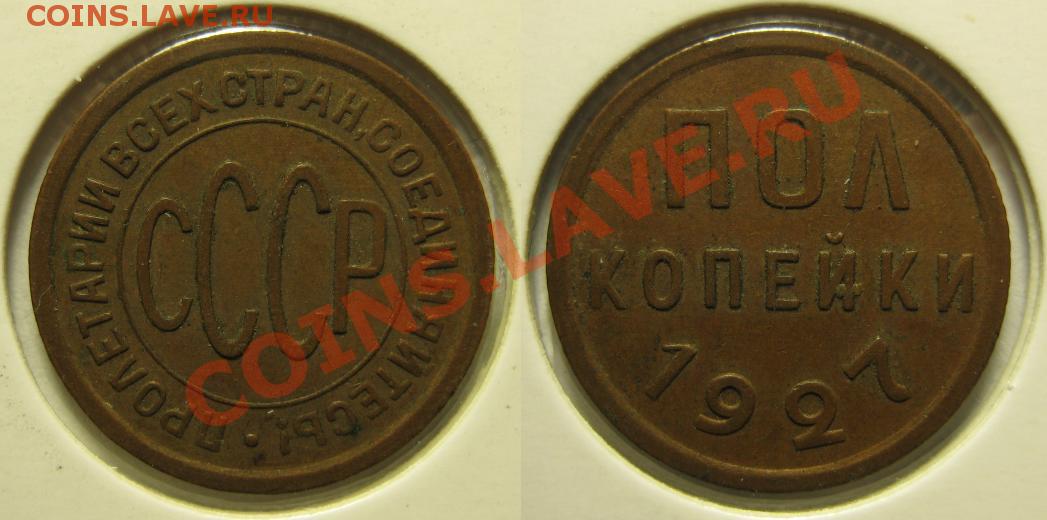 COINS.LAVE.RU
ПРОЛЕТАРИИ ВСЕХ СТРАН, СОЕДИНЯЙТЕСЬ!
СССР
ПОЛ
КОПЕЙКИ
1927
COINS.LAVE.RU